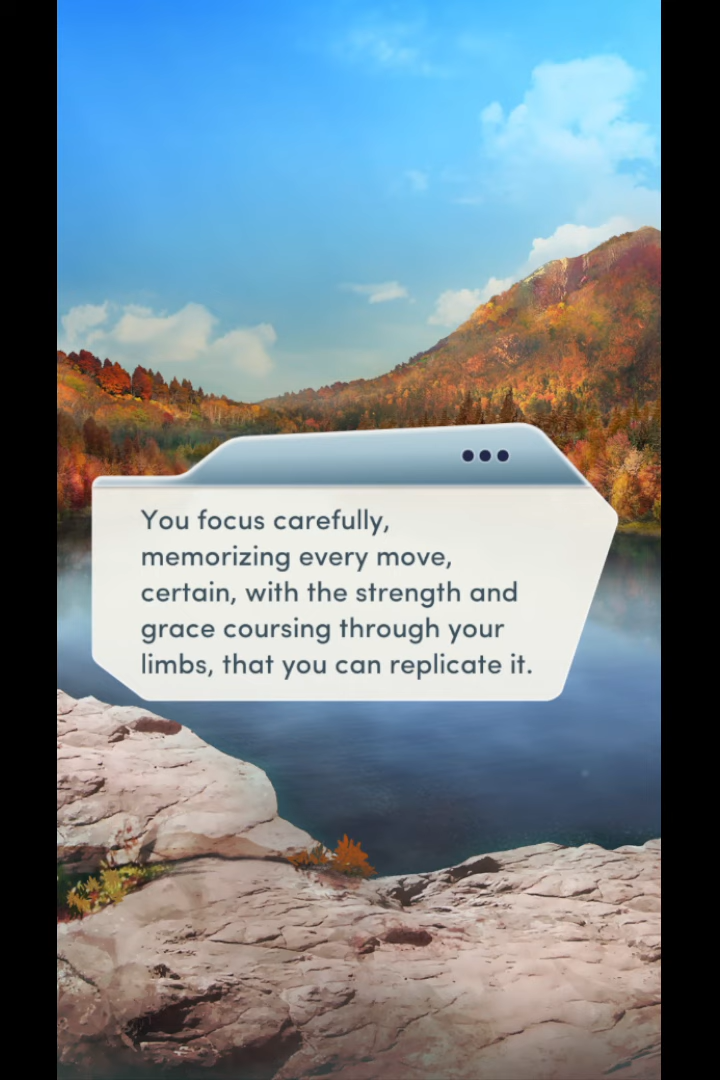 You focus carefully,
memorizing every move,
certain, with the strength and
grace coursing through your
limbs, that you can replicate it.